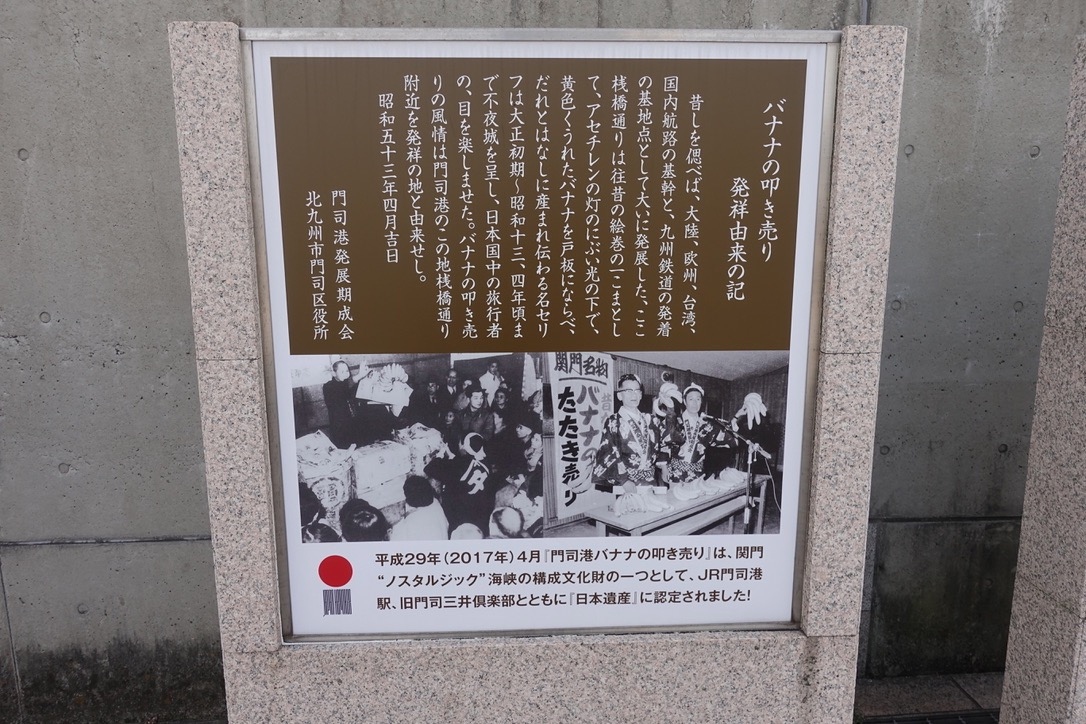 バナナの叩き売り
発祥由来の記
昔しを偲べば、大陸、欧州、台湾、
国内航路の基幹と、九州鉄道の発着
の基地点として大いに発展した、ここ
桟橋通りは往昔の絵巻の一こまとし
て、アセチレンの灯のにぶい光の下で、
黄色くうれたバナナを戸板にならべ、
だれとはなしに産まれ伝わる名セリ
フは大正初期〜昭和十三、四年頃ま
で不夜城を呈し、日本国中の旅行者
の、目を楽しませた。バナナの叩き売
りの風情は門司港のこの地桟橋通り
附近を発祥の地と由来せし。
昭和五十三年四月吉日
門司港発展期成会
北九州市門司区役所
関門名物
バナナの
たたき売り
平成29年(2017年)4月『門司港バナナの叩き売り』は、関門
“ノスタルジック”海峡の構成文化財の一つとして、JR門司港
駅、旧門司三井倶楽部とともに『日本遺産』に認定されました!